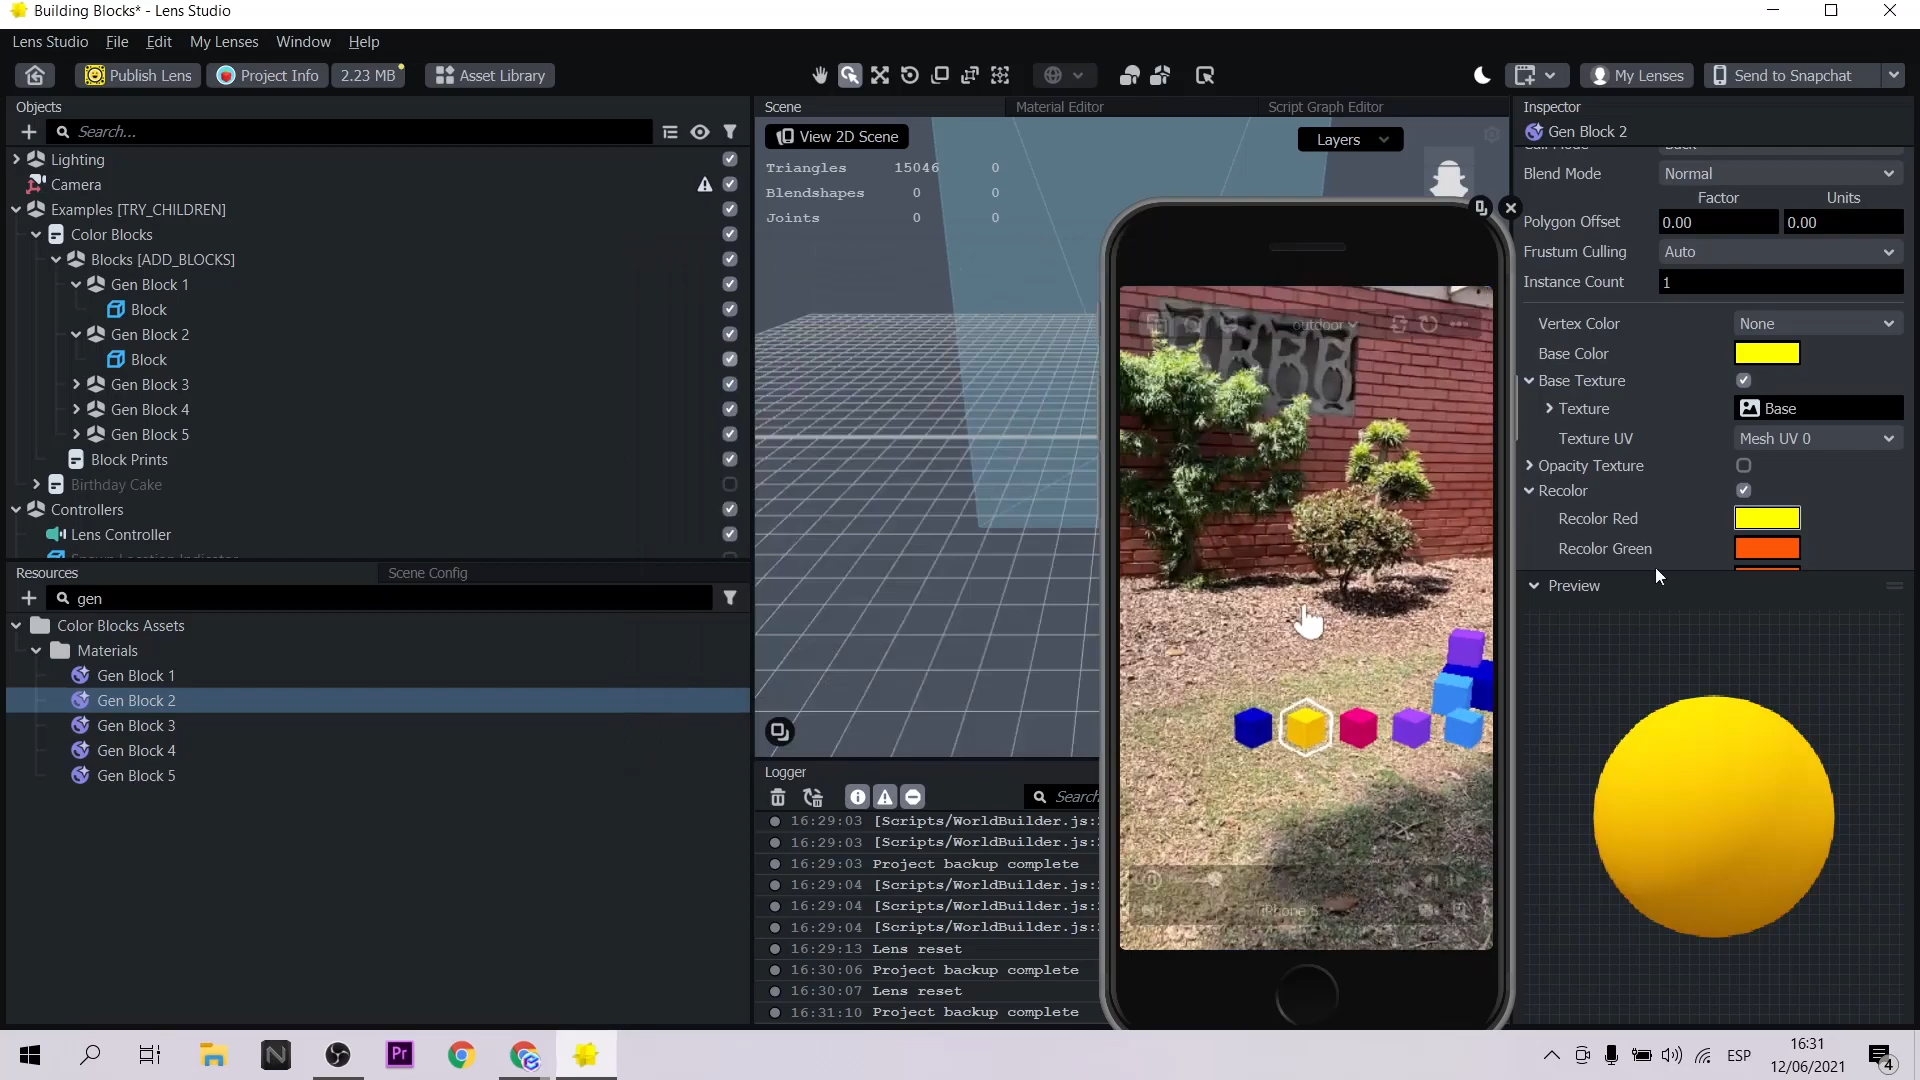 Building Blocks* - Lens Studio
Lens Studio File Edit My Lenses Window Help
Publish Lens Project Info 2.23 MB Asset Library My Lenses Send to Snapchat
Objects
Search...
Lighting
Camera
Examples [TRY_CHILDREN]
Color Blocks
Blocks [ADD_BLOCKS]
Gen Block 1
Block
Gen Block 2
Block
Gen Block 3
Gen Block 4
Gen Block 5
Block Prints
Birthday Cake
Controllers
Lens Controller
Resources Scene Config
gen
Color Blocks Assets
Materials
Gen Block 1
Gen Block 2
Gen Block 3
Gen Block 4
Gen Block 5
Scene Material Editor Script Graph Editor
View 2D Scene Layers
Triangles 15046 0
Blendshapes 0 0
Joints 0 0
outdoor
Logger
Search
16:29:03 [Scripts/WorldBuilder.js:
16:29:03 [Scripts/WorldBuilder.js:
16:29:03 Project backup complete
16:29:04 [Scripts/WorldBuilder.js:
16:29:04 [Scripts/WorldBuilder.js:
16:29:04 [Scripts/WorldBuilder.js:
16:29:13 Lens reset
16:30:06 Project backup complete
16:30:07 Lens reset
16:31:10 Project backup complete
Inspector
Gen Block 2
Blend Mode Normal
Factor Units
Polygon Offset 0.00 0.00
Frustum Culling Auto
Instance Count 1
Vertex Color None
Base Color
Base Texture
Texture Base
Texture UV Mesh UV 0
Opacity Texture
Recolor
Recolor Red
Recolor Green
Preview
Pr
ESP
16:31
12/06/2021
4